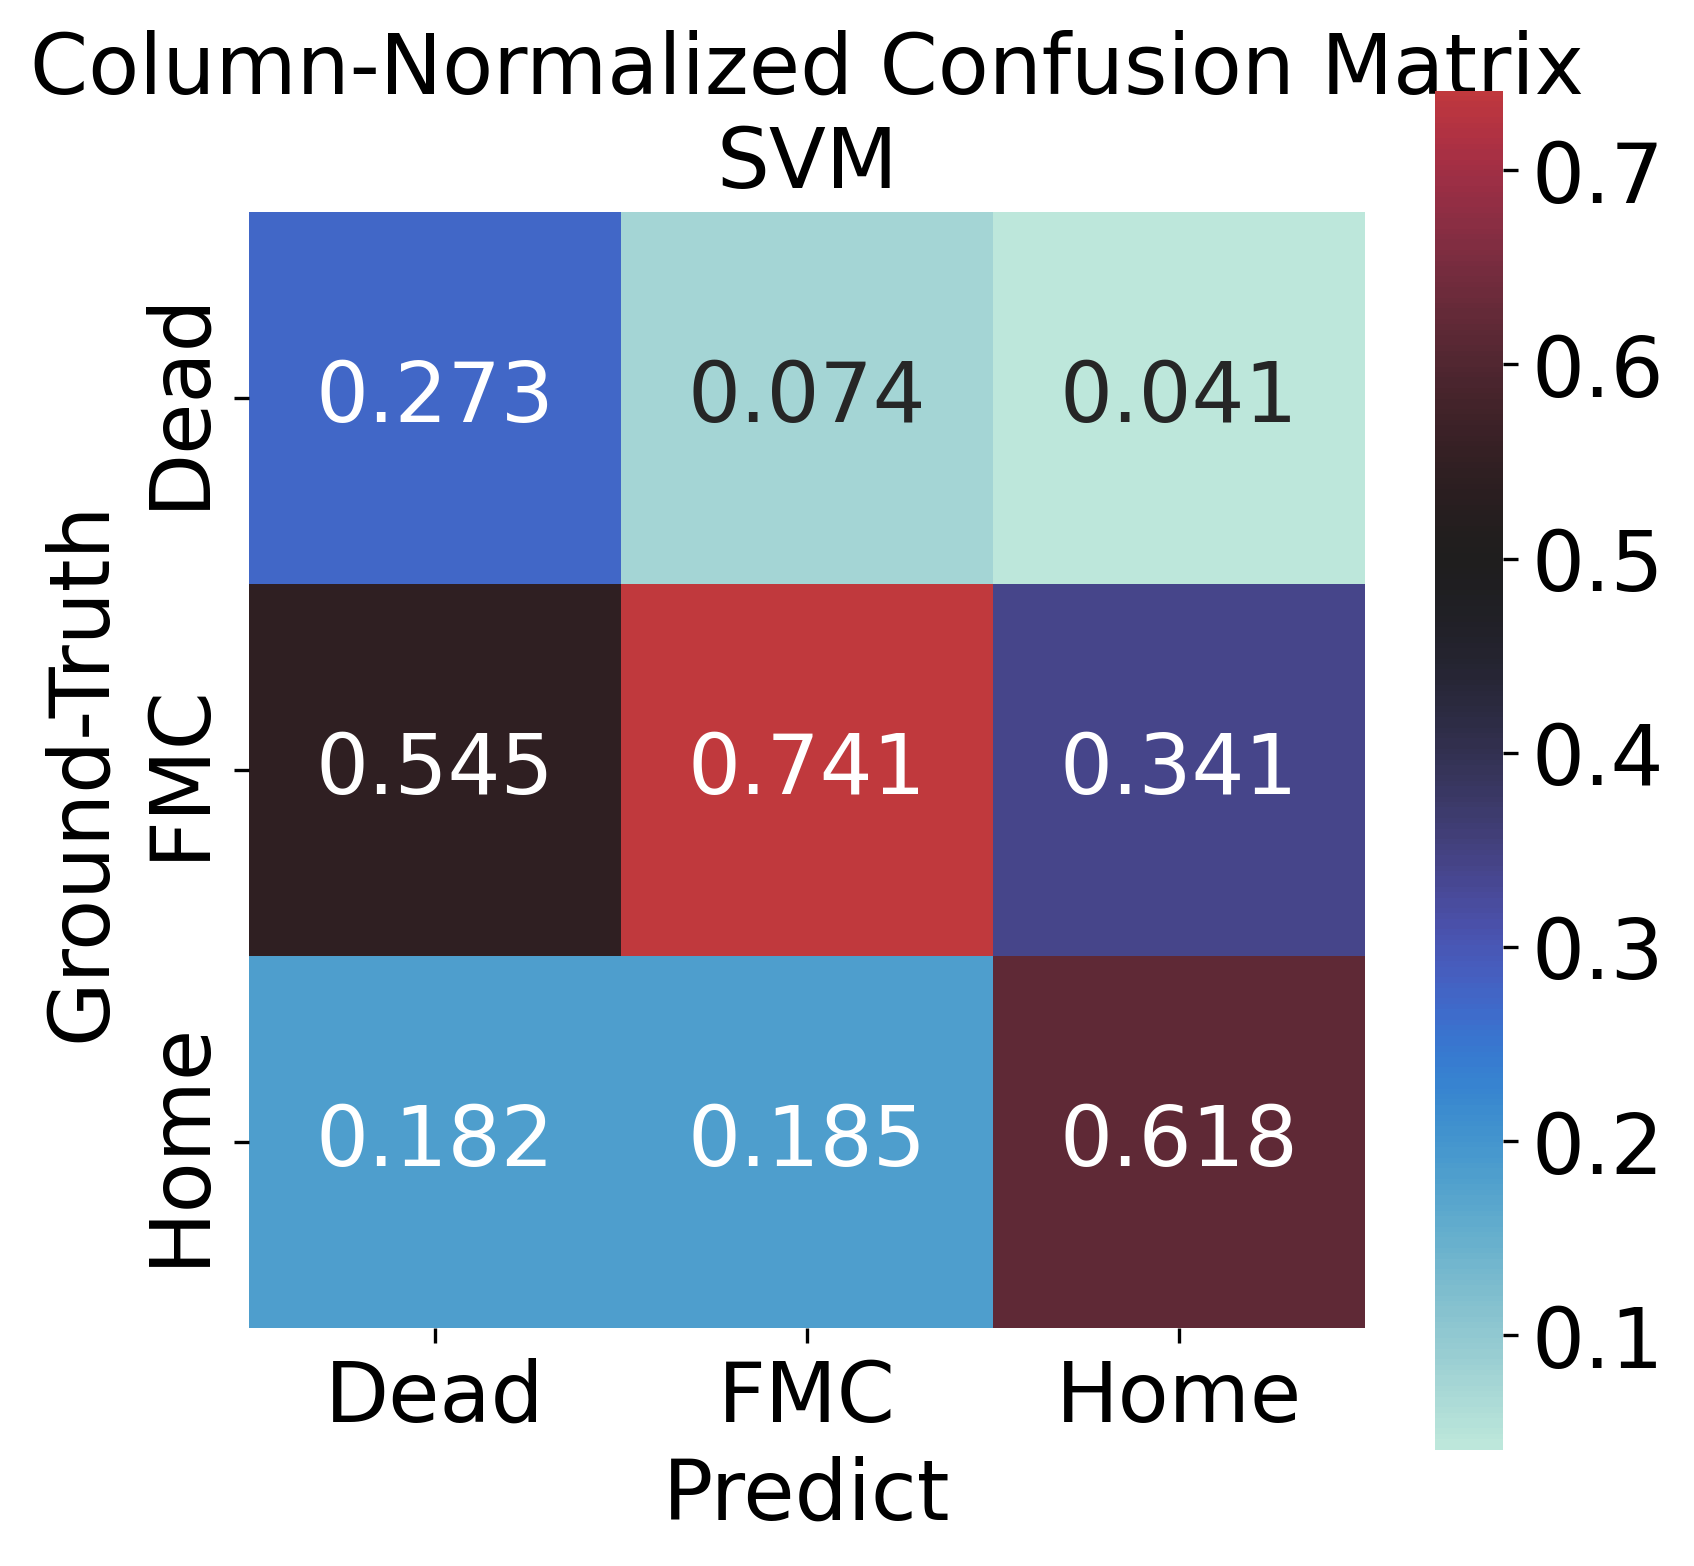 Column-Normalized Confusion Matrix
SVM
Ground-Truth
Dead
FMC
Home
0.273 0.074 0.041
0.545 0.741 0.341
0.182 0.185 0.618
Dead FMC Home
Predict
0.7
0.6
0.5
0.4
0.3
0.2
0.1